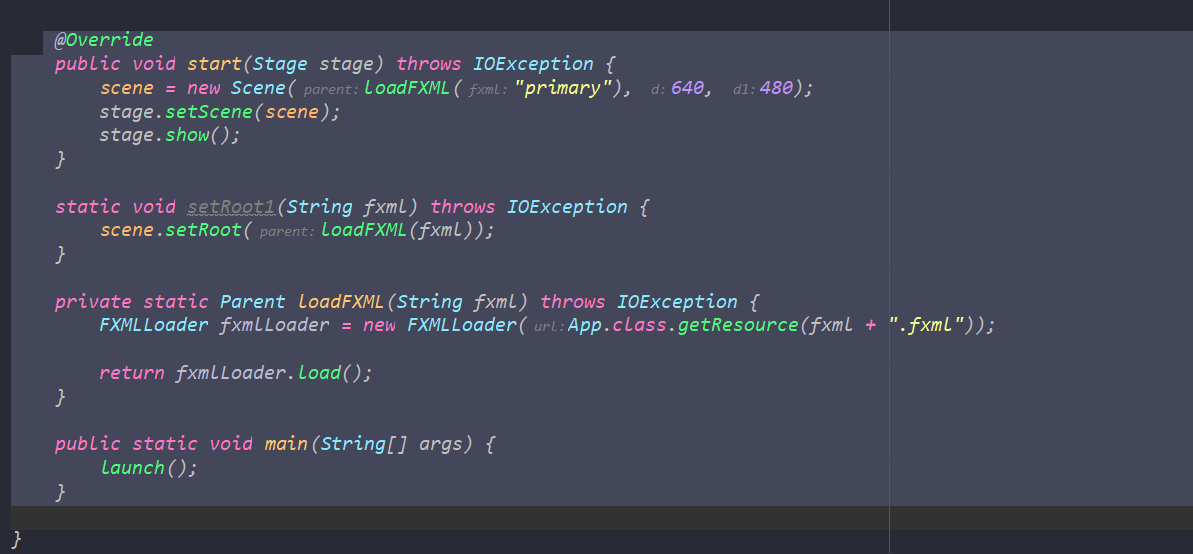 @Override
public void start(Stage stage) throws IOException {
scene = new Scene( parent: loadFXML( fxml: "primary"), d: 640, d1: 480);
stage.setScene(scene);
stage.show();
}
static void setRoot1(String fxml) throws IOException {
scene.setRoot( parent: loadFXML(fxml));
}
private static Parent loadFXML(String fxml) throws IOException {
FXMLLoader fxmlLoader = new FXMLLoader( url: App.class.getResource(fxml + ".fxml"));
return fxmlLoader.load();
}
public static void main(String[] args) {
launch();
}
}